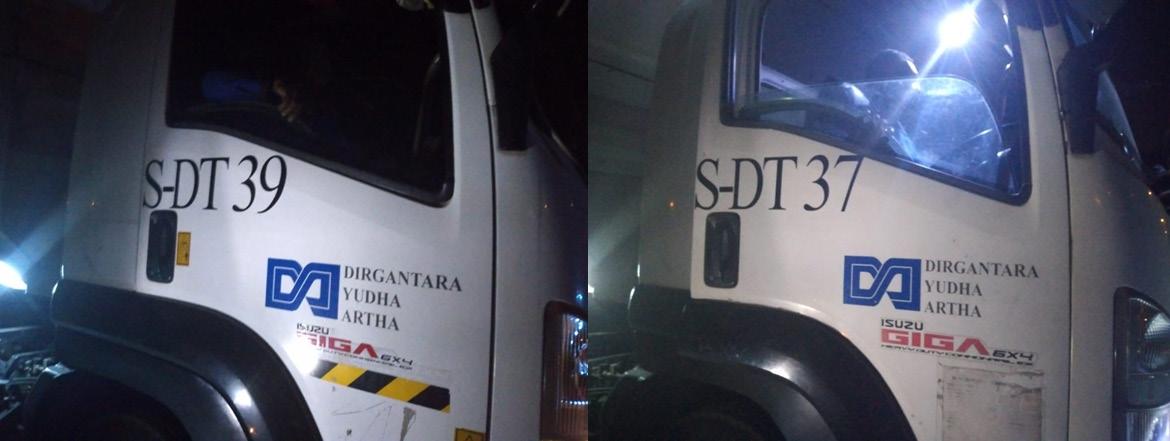 S-DT 39
DIRGANTARA
YUDHA
ARTHA
ISUZU
GIGA 6x4
S-DT 37
DIRGANTARA
YUDHA
ARTHA
ISUZU
GIGA 6x4